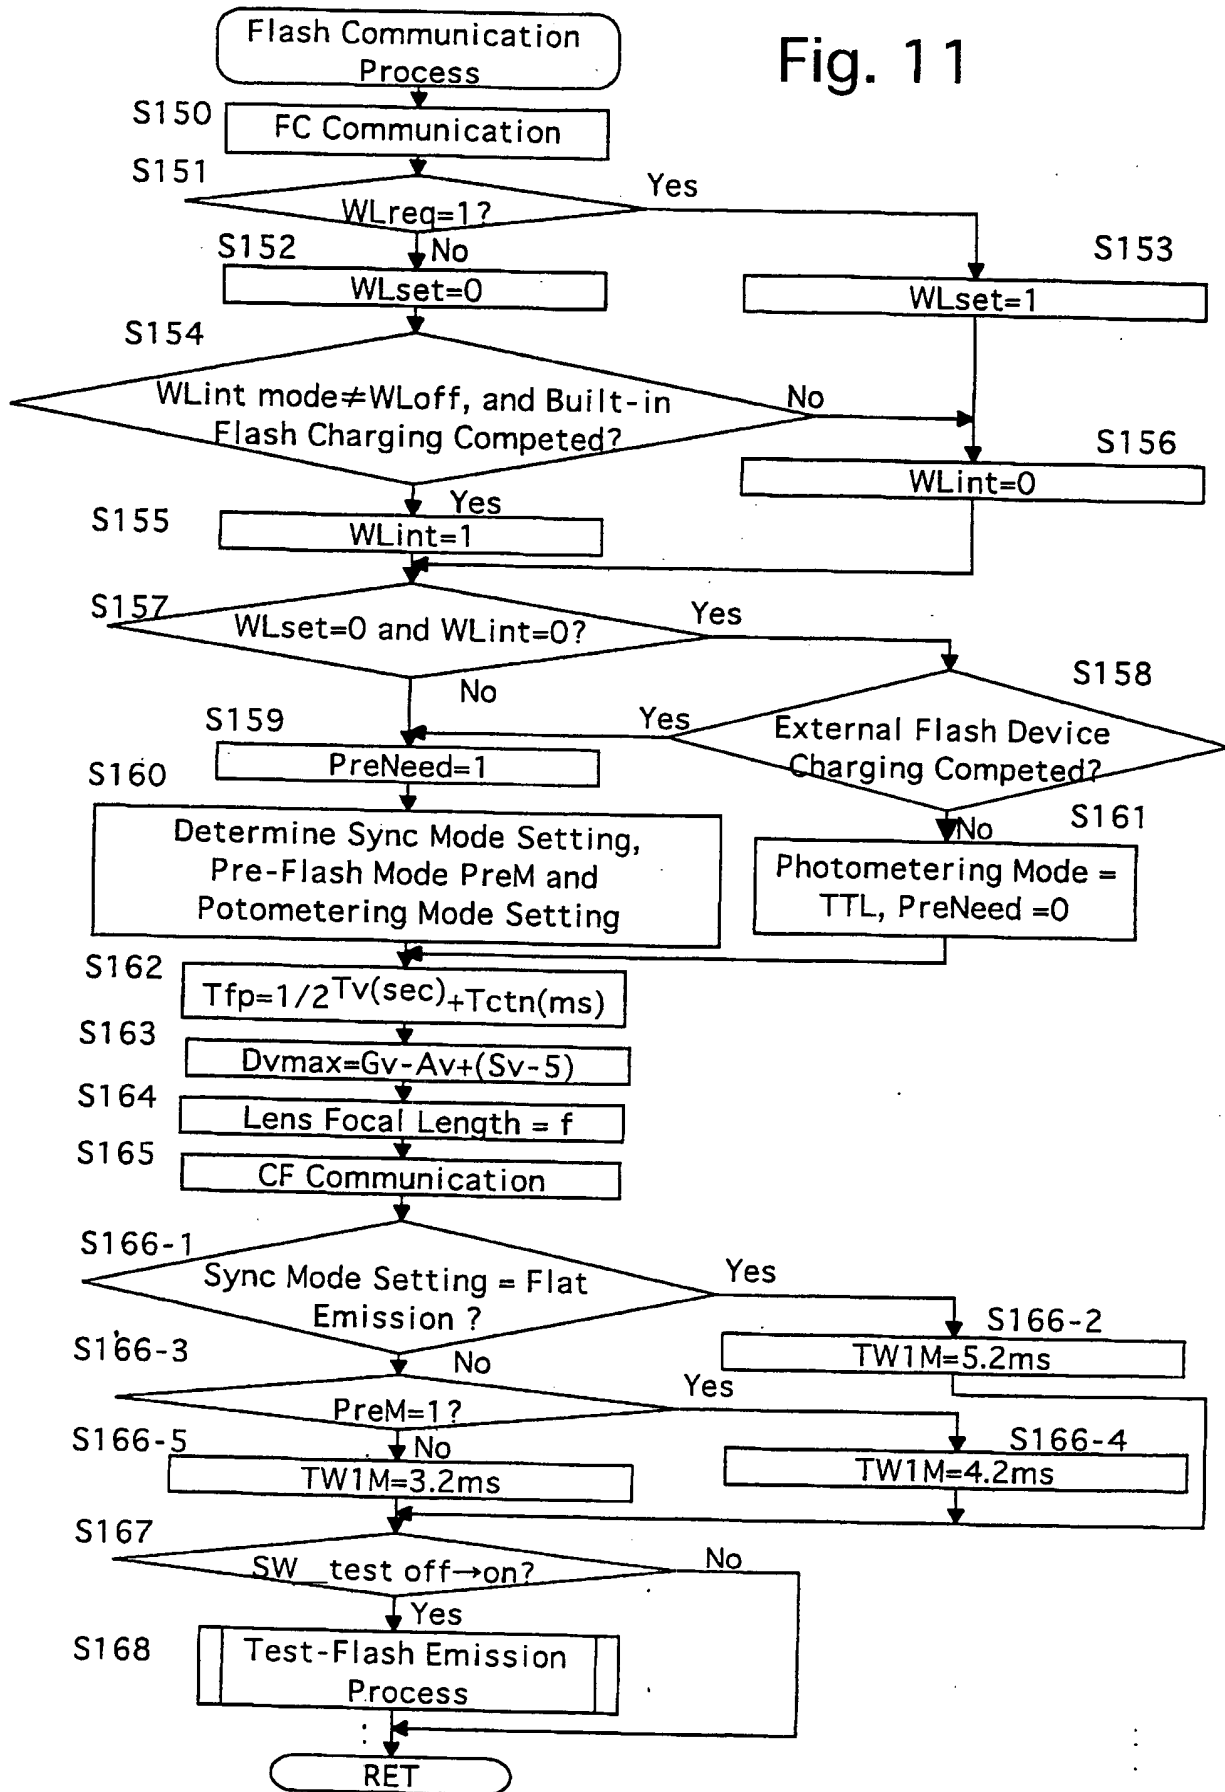 Fig. 11
Flash Communication
Process
S150
FC Communication
S151
WLreq=1?
Yes
No
S152
WLset=0
S153
WLset=1
S154
WLint mode≠WLoff, and Built-in
Flash Charging Competed?
No
Yes
S155
WLint=1
S156
WLint=0
S157
WLset=0 and WLint=0?
Yes
No
S158
External Flash Device
Charging Competed?
Yes
No
S159
PreNeed=1
S160
Determine Sync Mode Setting,
Pre-Flash Mode PreM and
Potometering Mode Setting
S161
Photometering Mode =
TTL, PreNeed =0
S162
Tfp=1/2^Tv(sec)+Tctn(ms)
S163
Dvmax=Gv-Av+(Sv-5)
S164
Lens Focal Length = f
S165
CF Communication
S166-1
Sync Mode Setting = Flat
Emission ?
Yes
No
S166-2
TW1M=5.2ms
S166-3
PreM=1?
Yes
No
S166-4
TW1M=4.2ms
S166-5
TW1M=3.2ms
S167
SW_test off→on?
No
Yes
S168
Test-Flash Emission
Process
RET